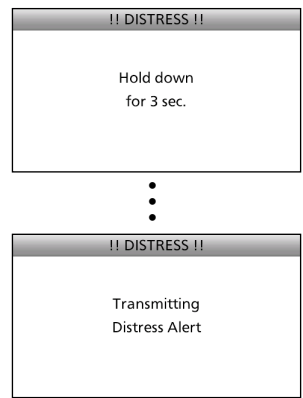 !! DISTRESS !!
Hold down
for 3 sec.
!! DISTRESS !!
Transmitting
Distress Alert